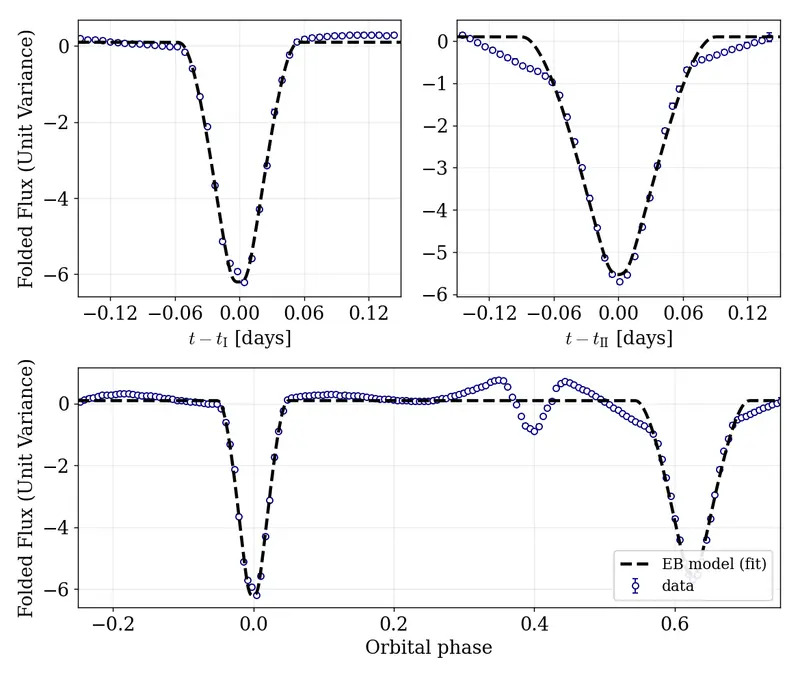 Folded Flux (Unit Variance)
0
−2
−4
−6
−0.12 −0.06 0.00 0.06 0.12
t − tI [days]
0
−1
−2
−3
−4
−5
−6
−0.12 −0.06 0.00 0.06 0.12
t − tII [days]
Folded Flux (Unit Variance)
0
−2
−4
−6
−0.2 0.0 0.2 0.4 0.6
Orbital phase
EB model (fit)
data